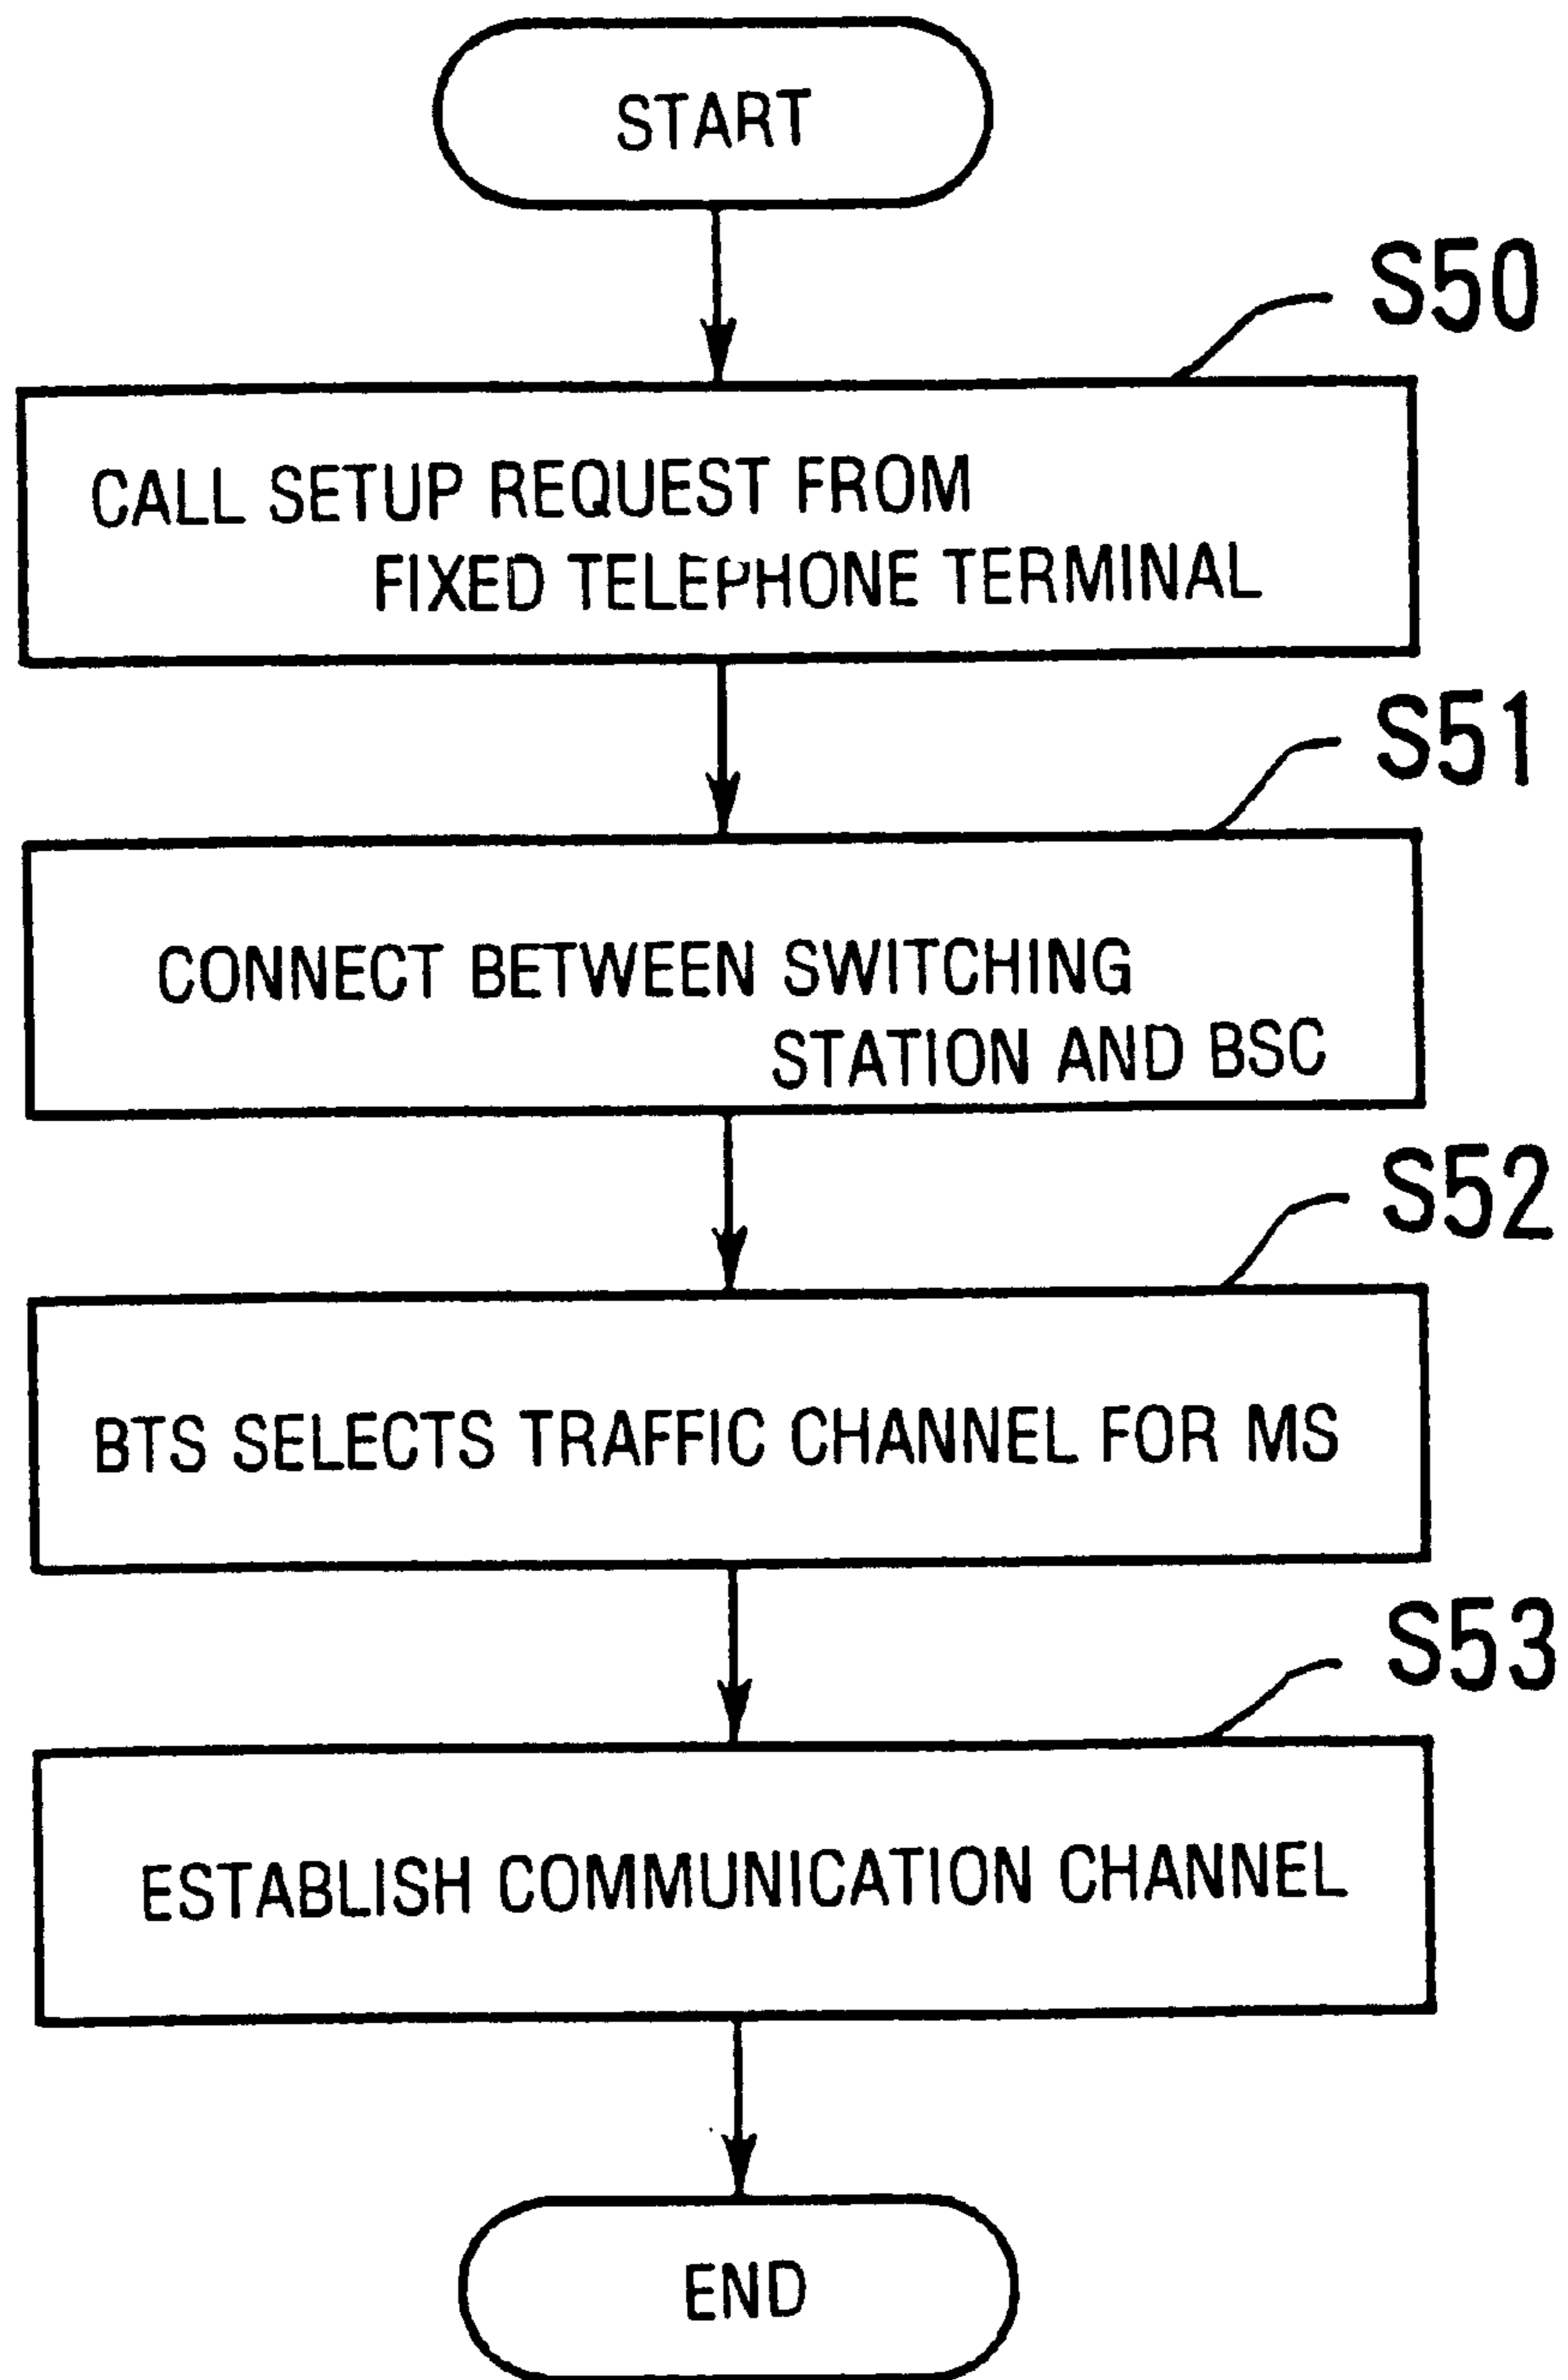 START
S50
CALL SETUP REQUEST FROM
FIXED TELEPHONE TERMINAL
S51
CONNECT BETWEEN SWITCHING
STATION AND BSC
S52
BTS SELECTS TRAFFIC CHANNEL FOR MS
S53
ESTABLISH COMMUNICATION CHANNEL
END